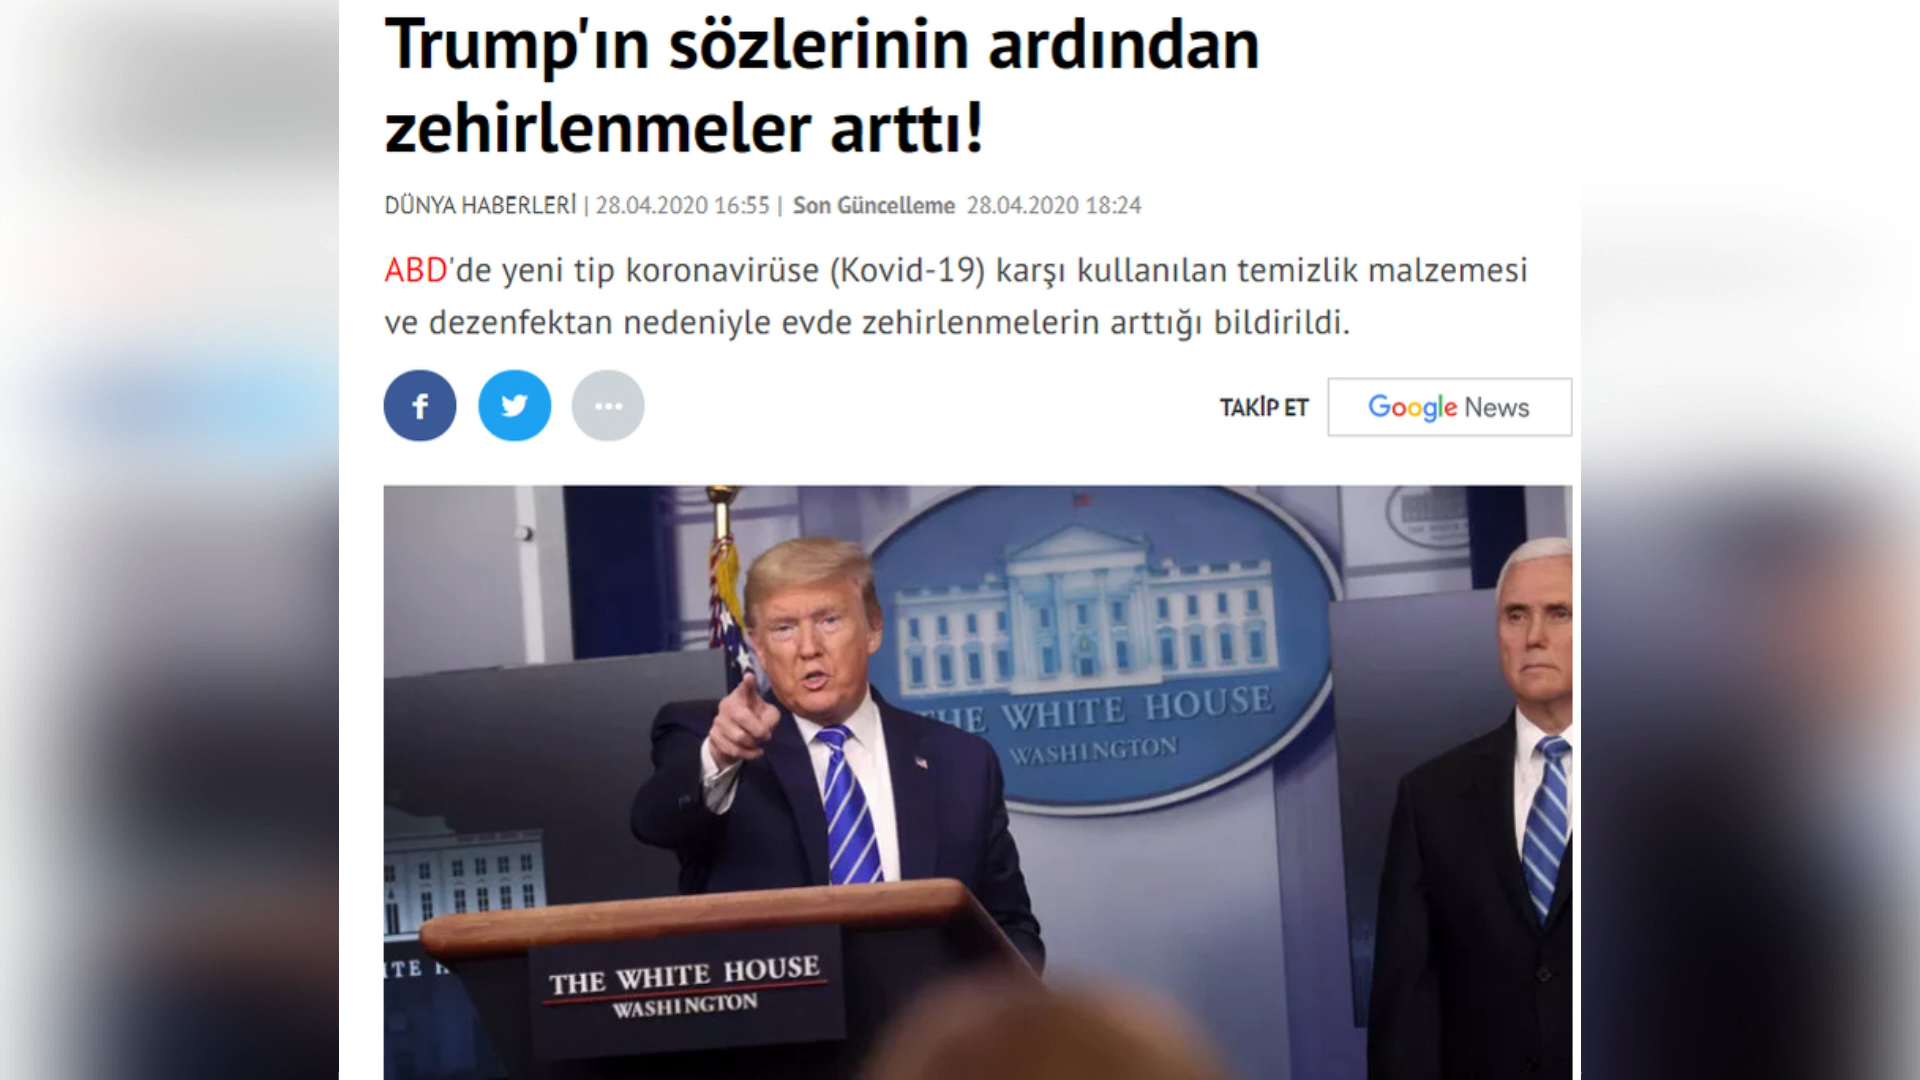 Trump'ın sözlerinin ardından
zehirlenmeler arttı!
DÜNYA HABERLERİ | 28.04.2020 16:55 | Son Güncelleme 28.04.2020 18:24
ABD'de yeni tip koronavirüse (Kovid-19) karşı kullanılan temizlik malzemesi
ve dezenfektan nedeniyle evde zehirlenmelerin arttığı bildirildi.
TAKİP ET Google News
THE WHITE HOUSE
WASHINGTON
THE WHITE HOUSE
WASHINGTON